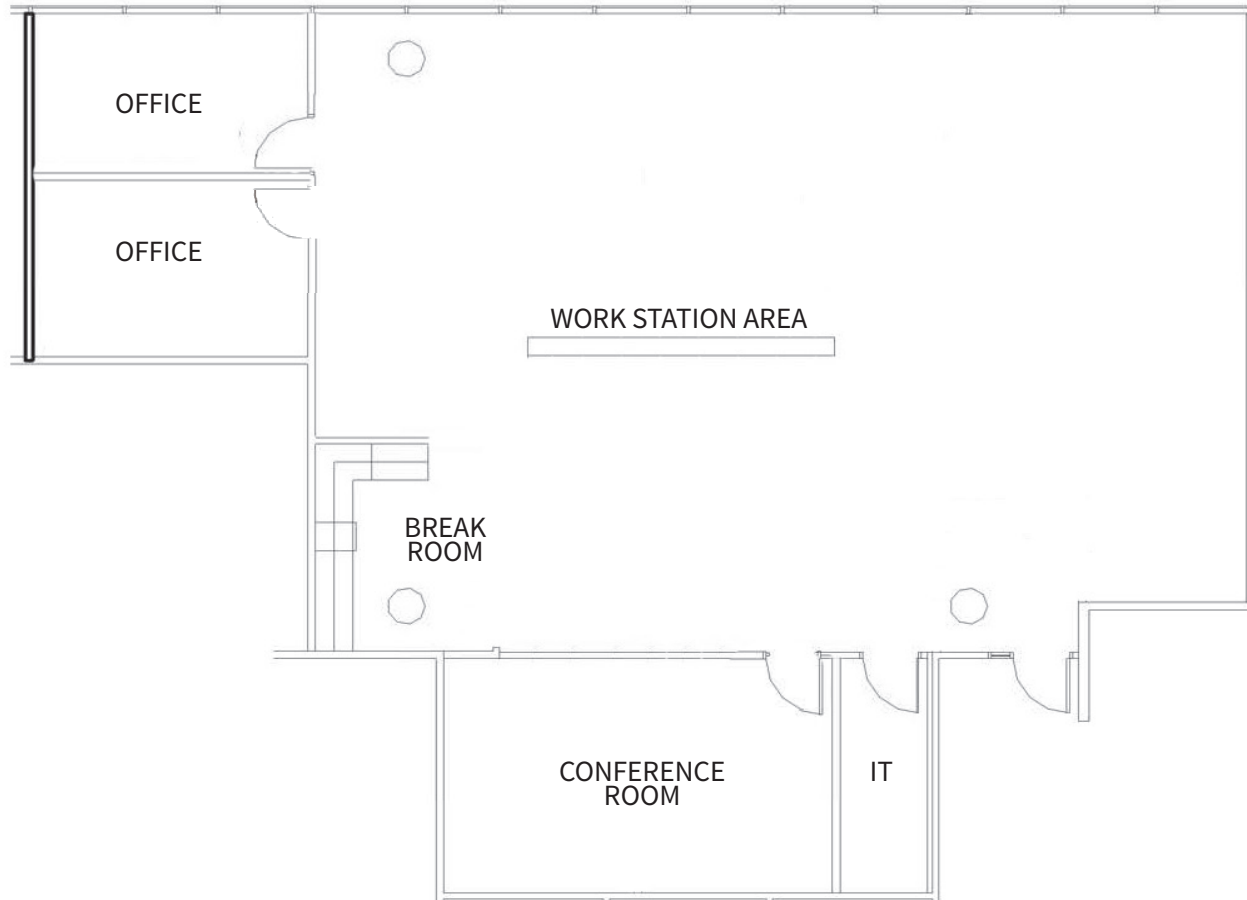 OFFICE
OFFICE
WORK STATION AREA
BREAK
ROOM
CONFERENCE
ROOM
IT